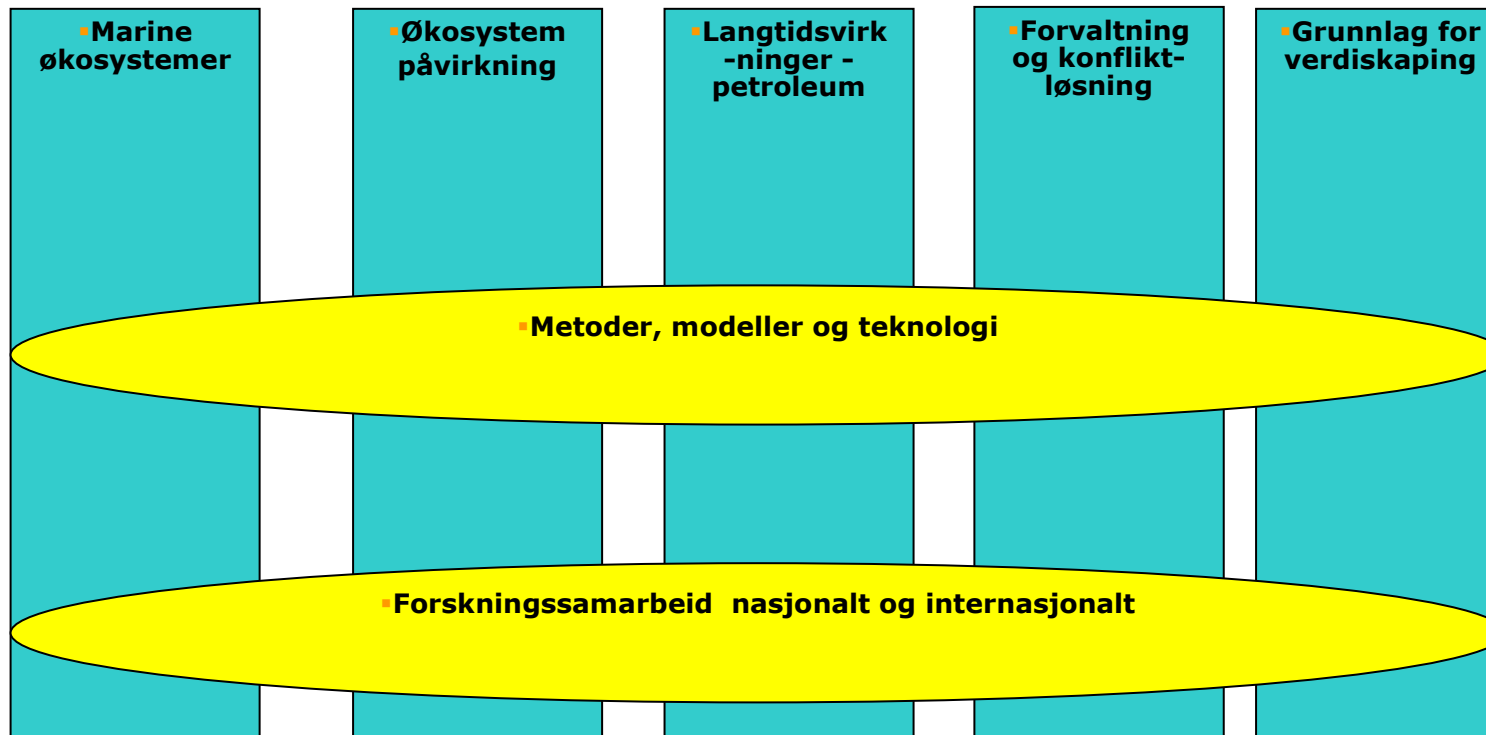 ▪Marine
økosystemer
▪Økosystem
påvirkning
▪Langtidsvirk
-ninger -
petroleum
▪Forvaltning
og konflikt-
løsning
▪Grunnlag for
verdiskaping
▪Metoder, modeller og teknologi
▪Forskningssamarbeid nasjonalt og internasjonalt